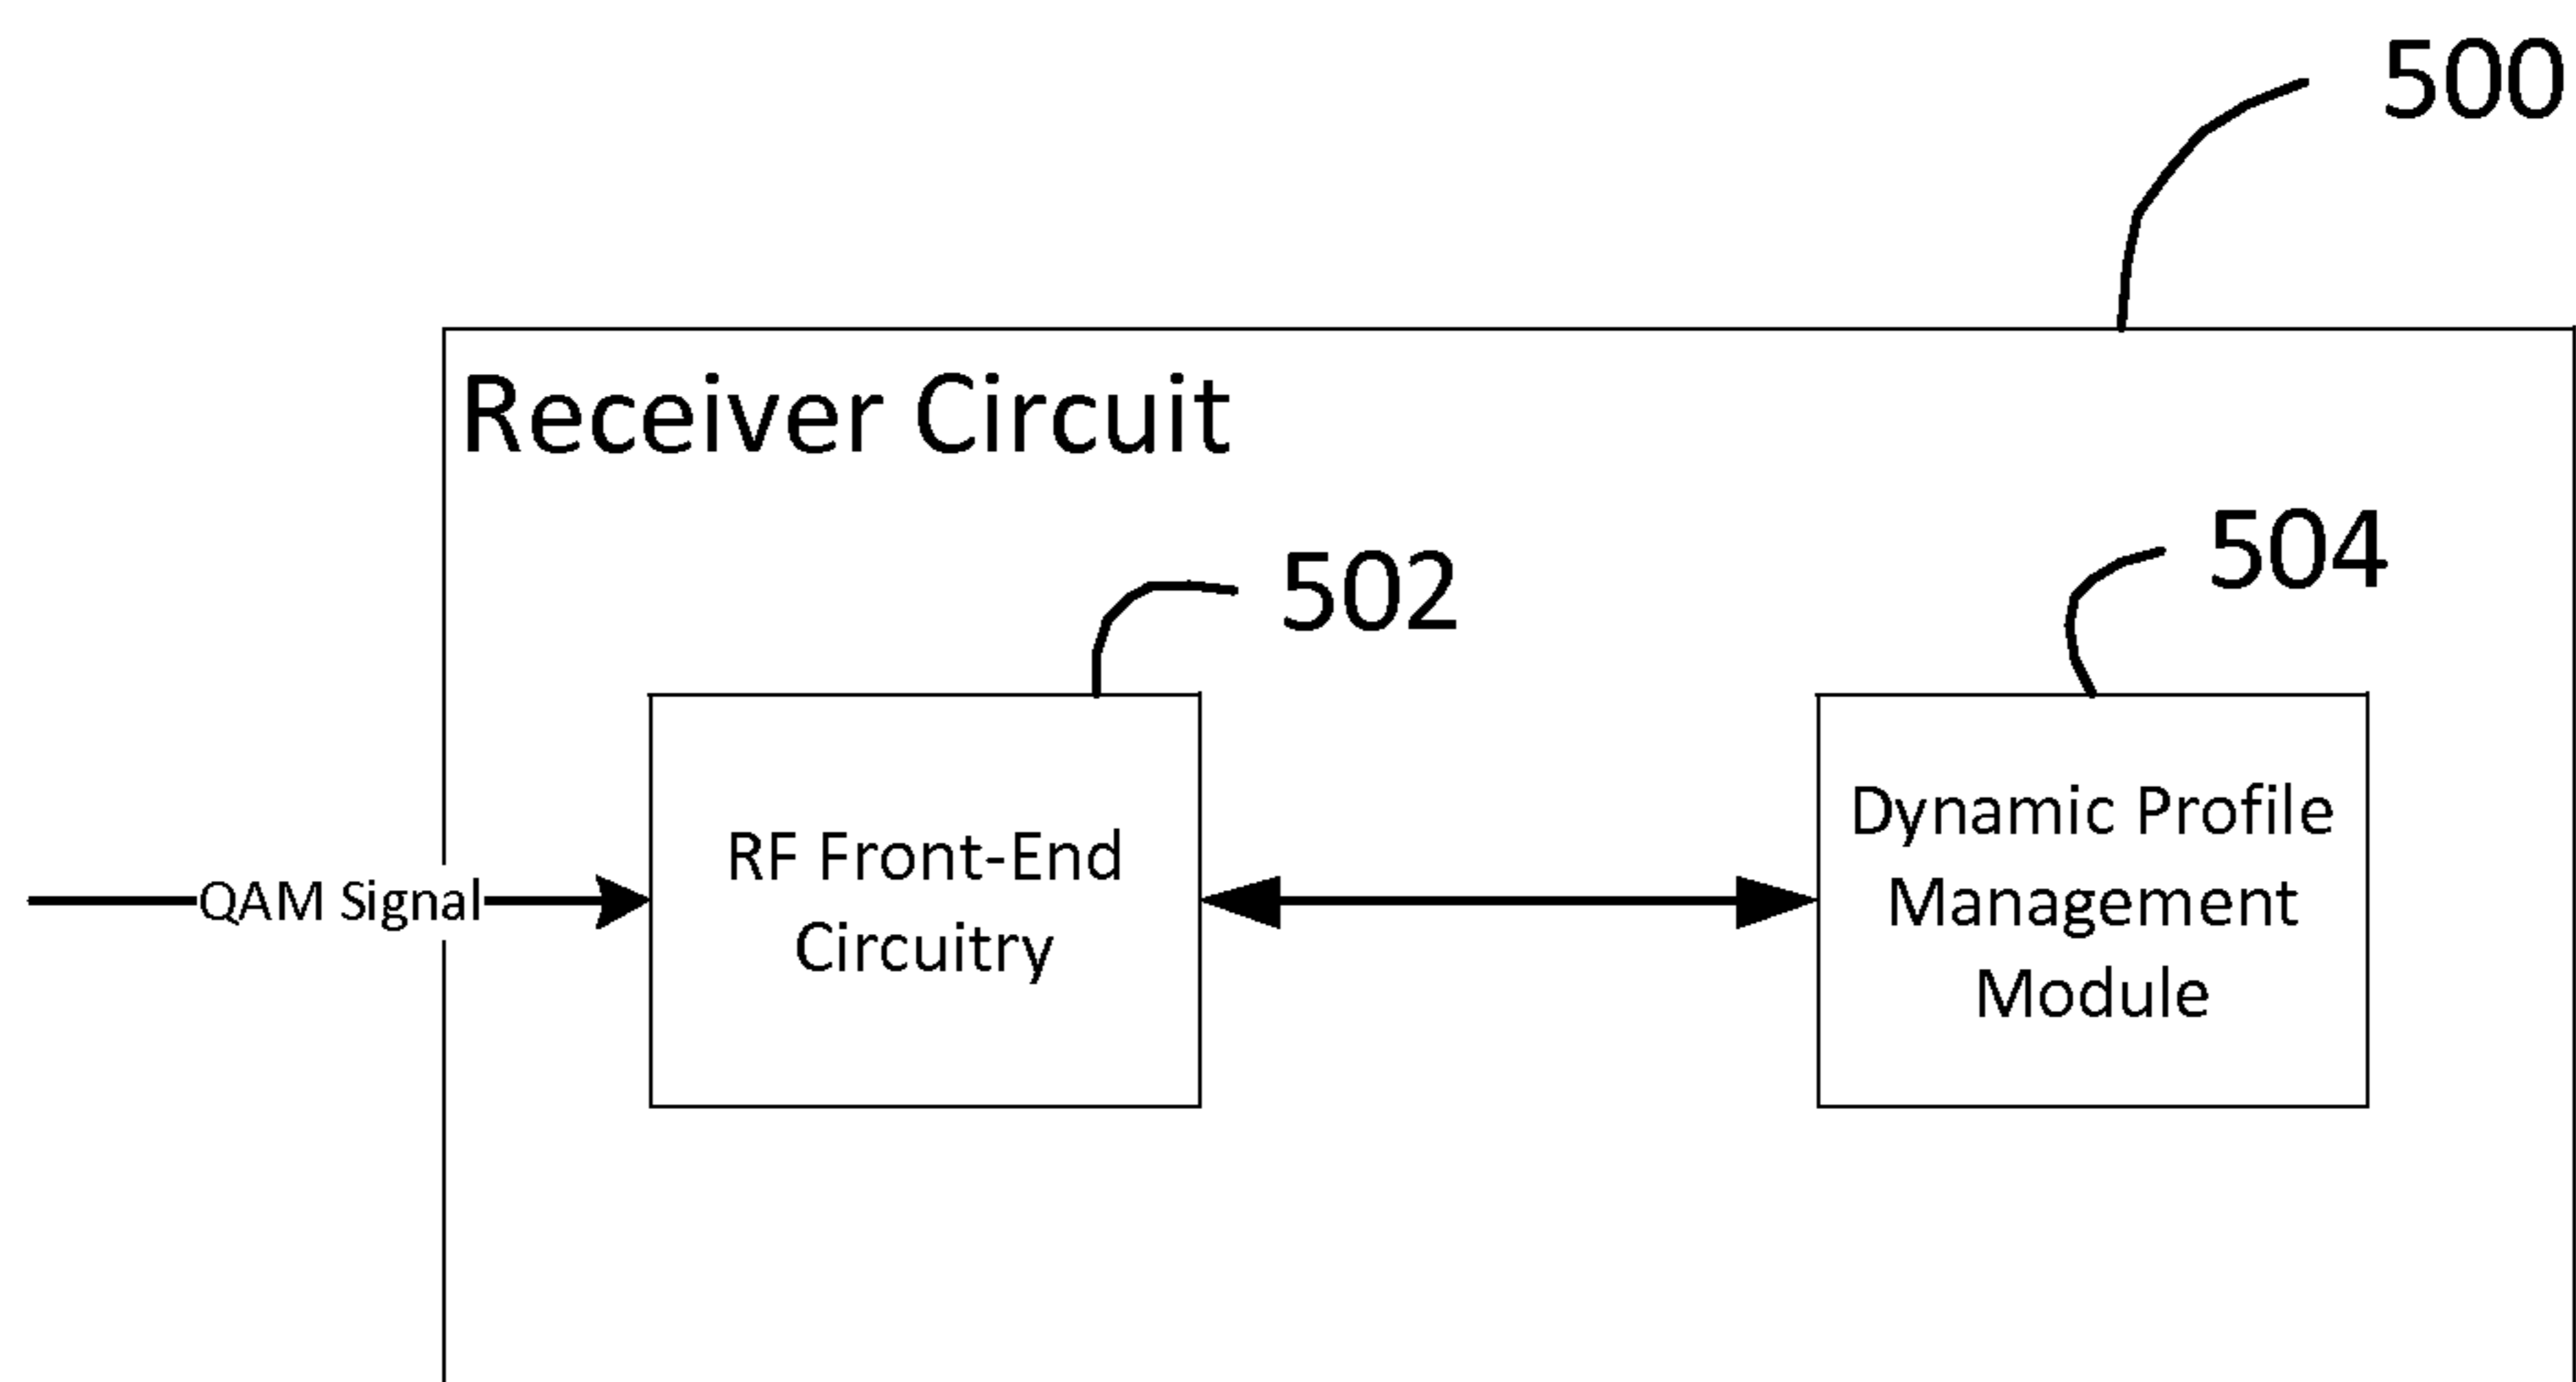 500
Receiver Circuit
502
504
RF Front-End
Circuitry
Dynamic Profile
Management
Module
QAM Signal